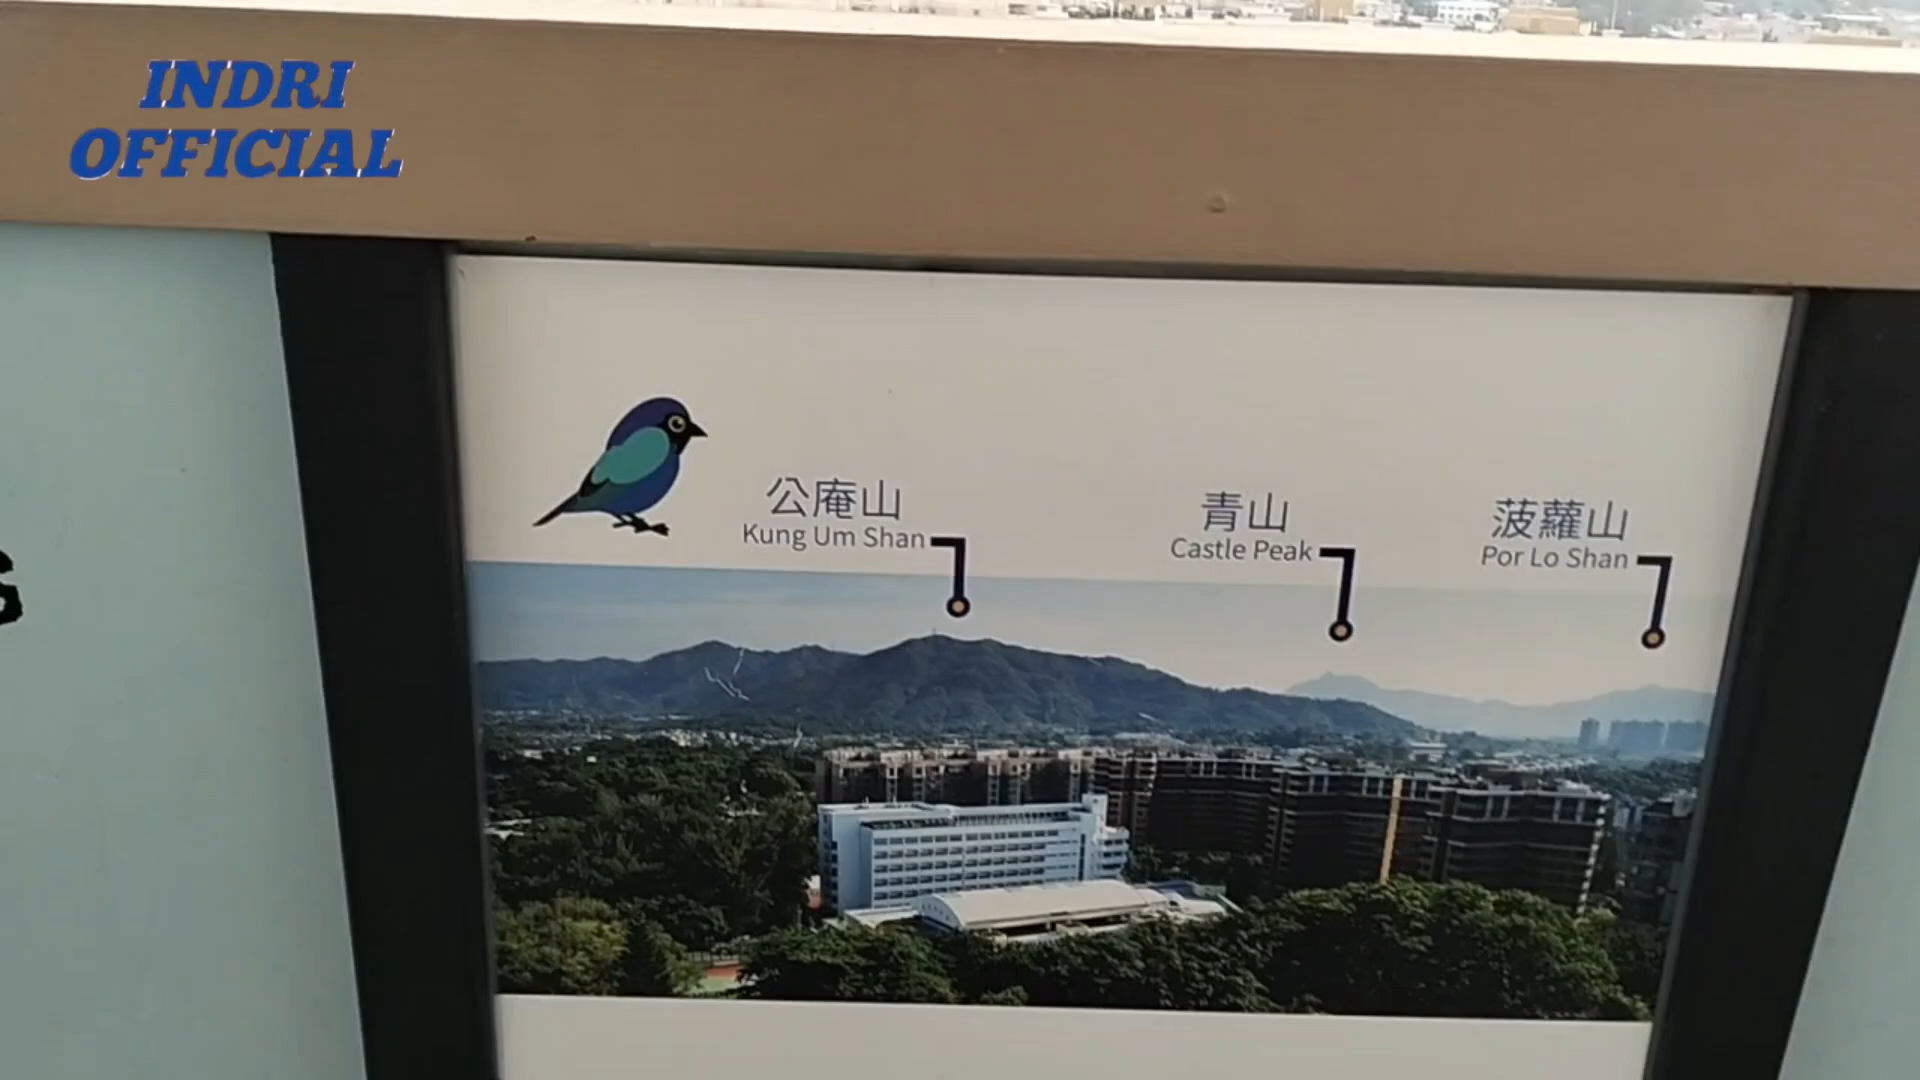 INDRI
OFFICIAL
公庵山
Kung Um Shan
青山
Castle Peak
菠蘿山
Por Lo Shan